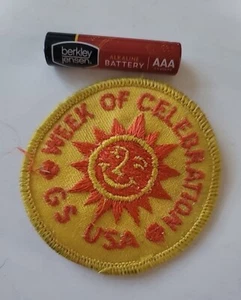 berkley
jensen
ALKALINE
BATTERY
AAA
WEEK OF CELEBRATION
GS USA